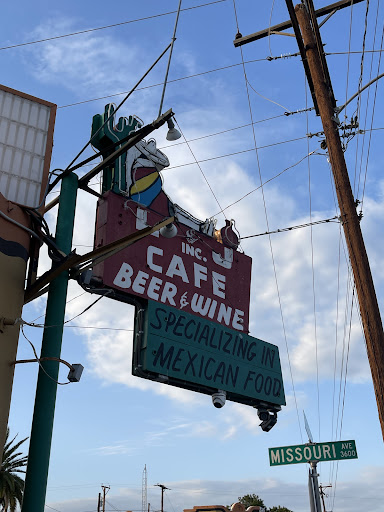 INC.
CAFE
BEER & WINE
SPECIALIZING IN
MEXICAN FOOD
MISSOURI AVE 3600